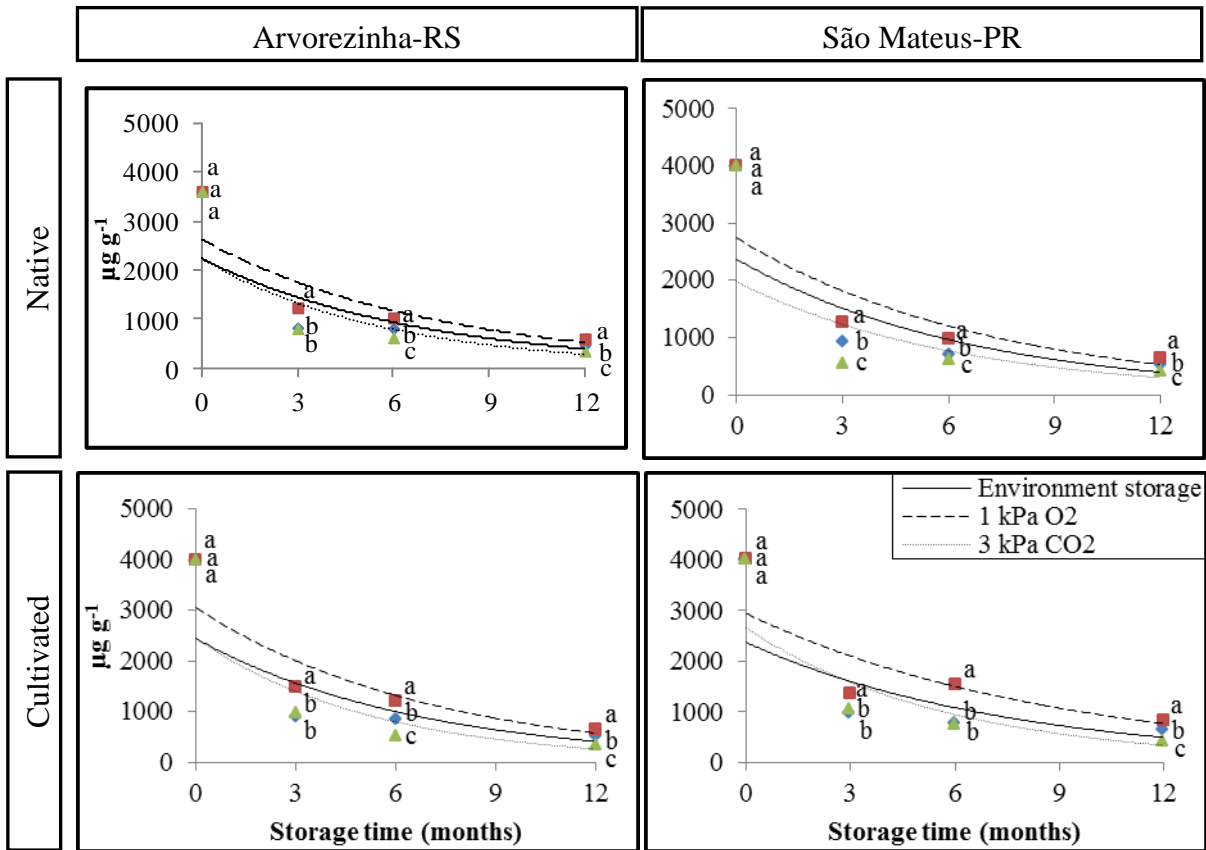 Arvorezinha-RS
São Mateus-PR
Native
µg g-1
5000
4000
3000
2000
1000
0
a
a
a
a
b
b
a
b
c
a
b
c
0 3 6 9 12
5000
4000
3000
2000
1000
0
a
a
a
a
b
c
a
b
c
a
b
c
0 3 6 9 12
Cultivated
µg g-1
5000
4000
3000
2000
1000
0
a
a
a
a
b
b
a
b
c
a
b
c
0 3 6 9 12
Storage time (months)
Environment storage
1 kPa O2
3 kPa CO2
5000
4000
3000
2000
1000
0
a
a
a
a
b
b
a
b
b
a
b
c
0 3 6 9 12
Storage time (months)